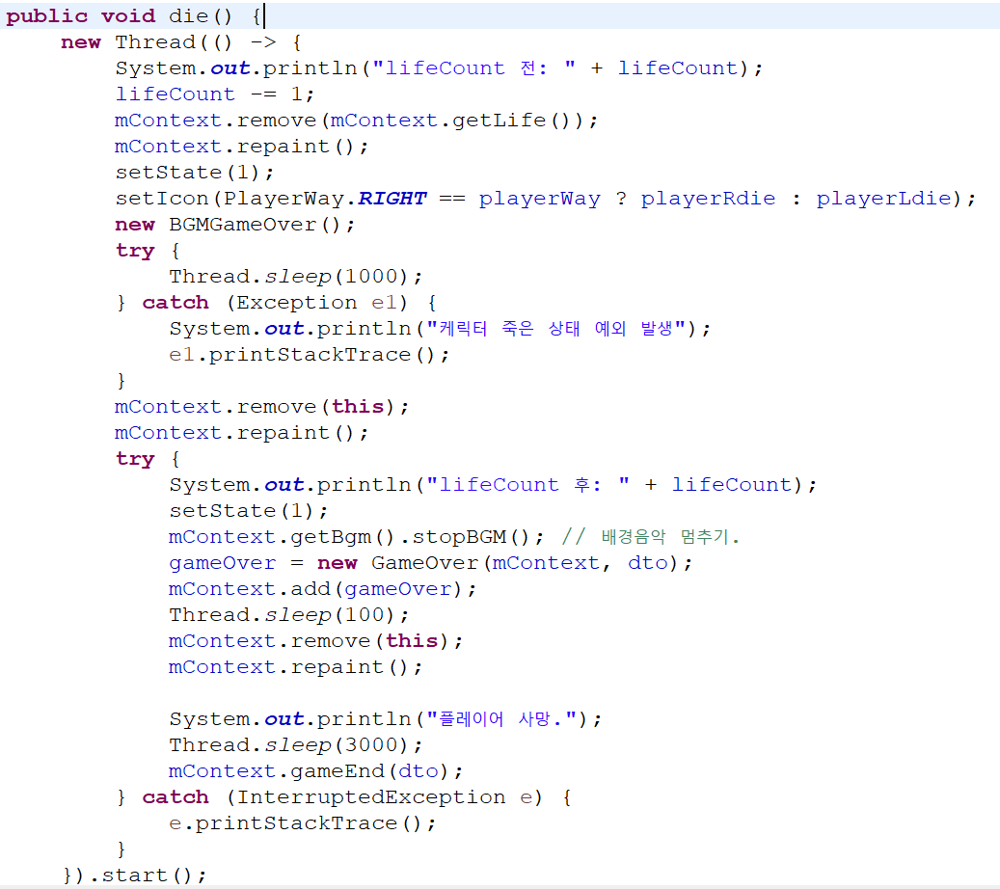 public void die() {
    new Thread(() -> {
        System.out.println("lifeCount 전: " + lifeCount);
        lifeCount -= 1;
        mContext.remove(mContext.getLife());
        mContext.repaint();
        setState(1);
        setIcon(PlayerWay.RIGHT == playerWay ? playerRdie : playerLdie);
        new BGMGameOver();
        try {
            Thread.sleep(1000);
        } catch (Exception e1) {
            System.out.println("케릭터 죽은 상태 예외 발생");
            e1.printStackTrace();
        }
        mContext.remove(this);
        mContext.repaint();
        try {
            System.out.println("lifeCount 후: " + lifeCount);
            setState(1);
            mContext.getBgm().stopBGM(); // 배경음악 멈추기.
            gameOver = new GameOver(mContext, dto);
            mContext.add(gameOver);
            Thread.sleep(100);
            mContext.remove(this);
            mContext.repaint();

            System.out.println("플레이어 사망.");
            Thread.sleep(3000);
            mContext.gameEnd(dto);
        } catch (InterruptedException e) {
            e.printStackTrace();
        }
    }).start();